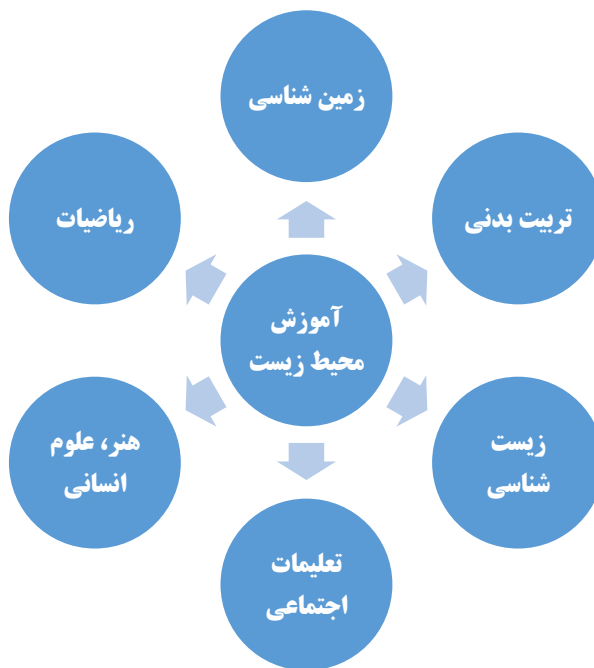 زمین شناسی
تربیت بدنی
ریاضیات
آموزش
محیط زیست
زیست
شناسی
هنر، علوم
انسانی
تعلیمات
اجتماعی